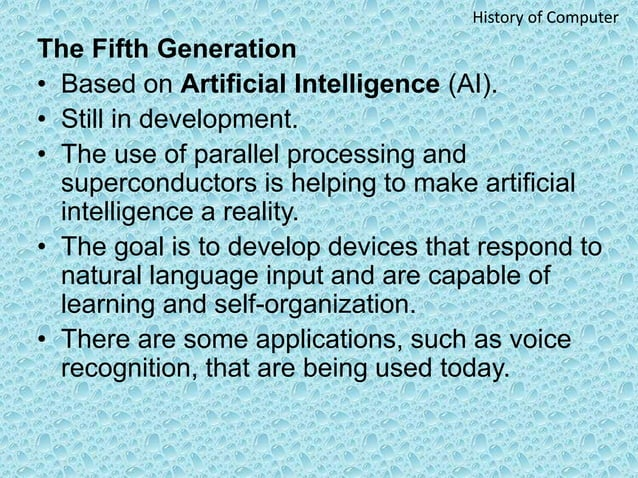 History of Computer
The Fifth Generation
• Based on Artificial Intelligence (AI).
• Still in development.
• The use of parallel processing and
superconductors is helping to make artificial
intelligence a reality.
• The goal is to develop devices that respond to
natural language input and are capable of
learning and self-organization.
• There are some applications, such as voice
recognition, that are being used today.